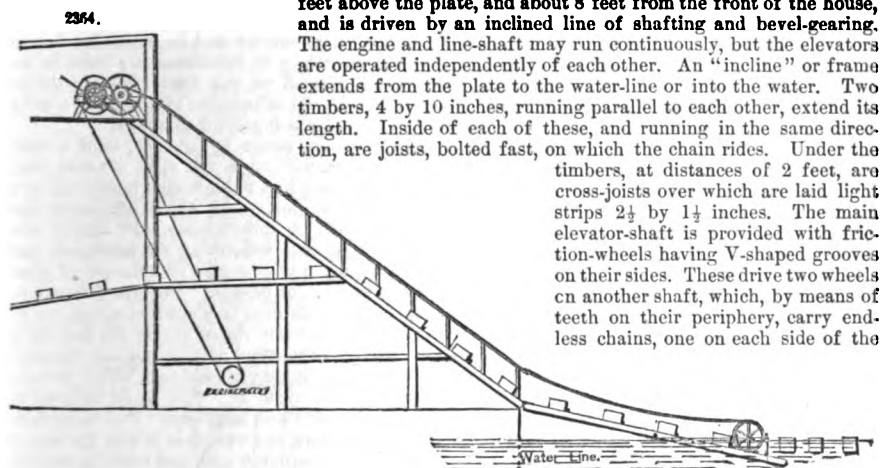 feet above the plate, and about 8 feet from the front of the house,
2364.
and is driven by an inclined line of shafting and bevel-gearing.
The engine and line-shaft may run continuously, but the elevators
are operated independently of each other. An “incline” or frame
extends from the plate to the water-line or into the water. Two
timbers, 4 by 10 inches, running parallel to each other, extend its
length. Inside of each of these, and running in the same direc-
tion, are joists, bolted fast, on which the chain rides. Under the
timbers, at distances of 2 feet, are
cross-joists over which are laid light
strips 2½ by 1½ inches. The main
elevator-shaft is provided with fric-
tion-wheels having V-shaped grooves
on their sides. These drive two wheels
on another shaft, which, by means of
teeth on their periphery, carry end-
less chains, one on each side of the
Water Line.